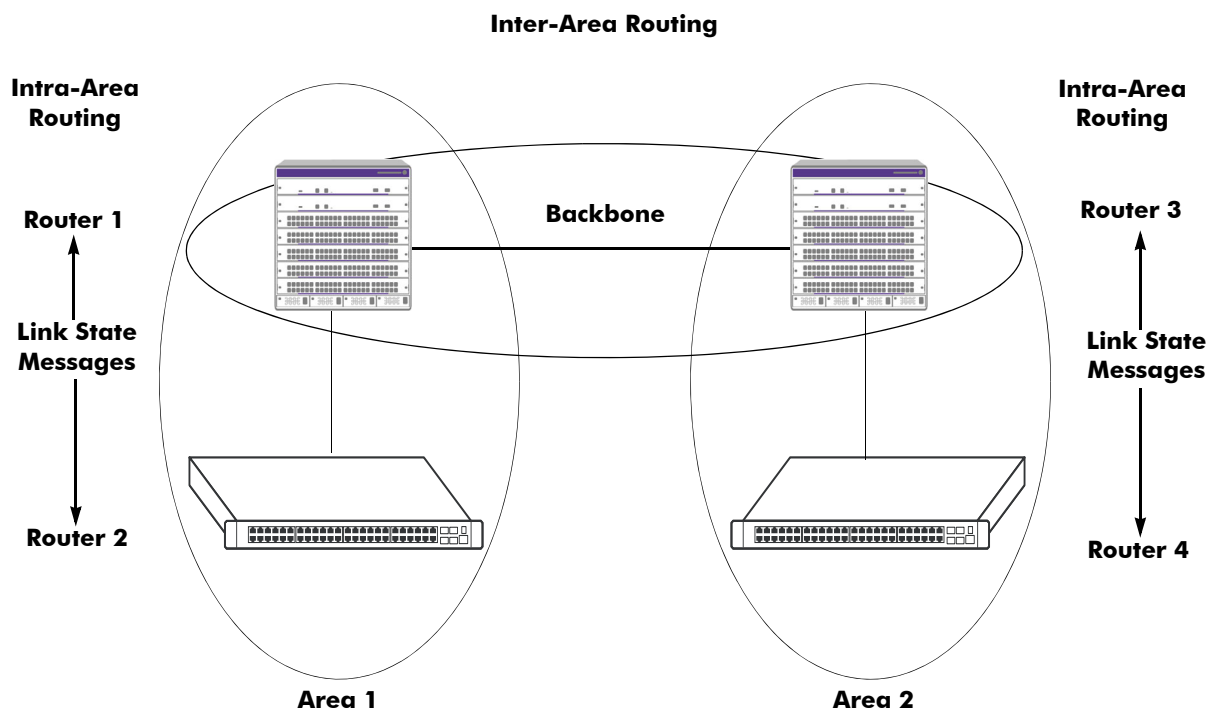 Inter-Area Routing
Intra-Area
Routing
Intra-Area
Routing
Router 1
Backbone
Router 3
Link State
Messages
Link State
Messages
Router 2
Router 4
Area 1
Area 2